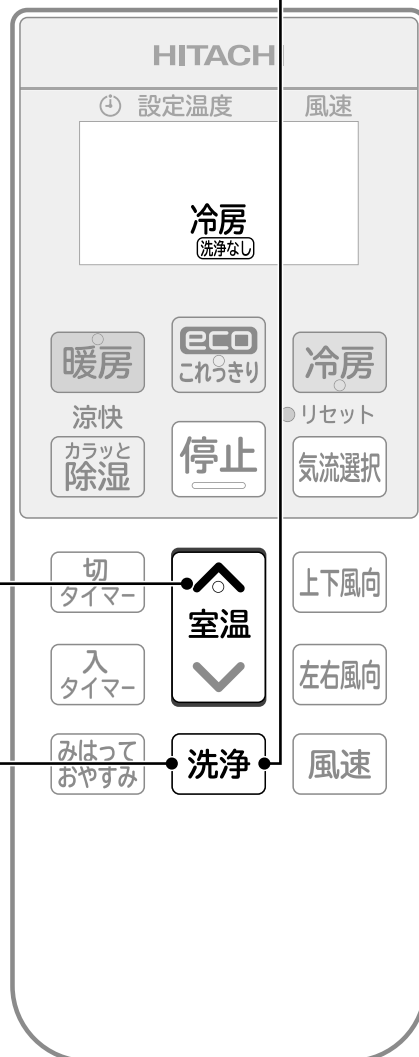 HITACHI
設定温度 風速
冷房
洗浄なし
暖房
eco
これっきり
冷房
涼快
カラッと
除湿
停止
リセット
気流選択
切
タイマー
室温
上下風向
入
タイマー
左右風向
みはって
おやすみ
洗浄
風速